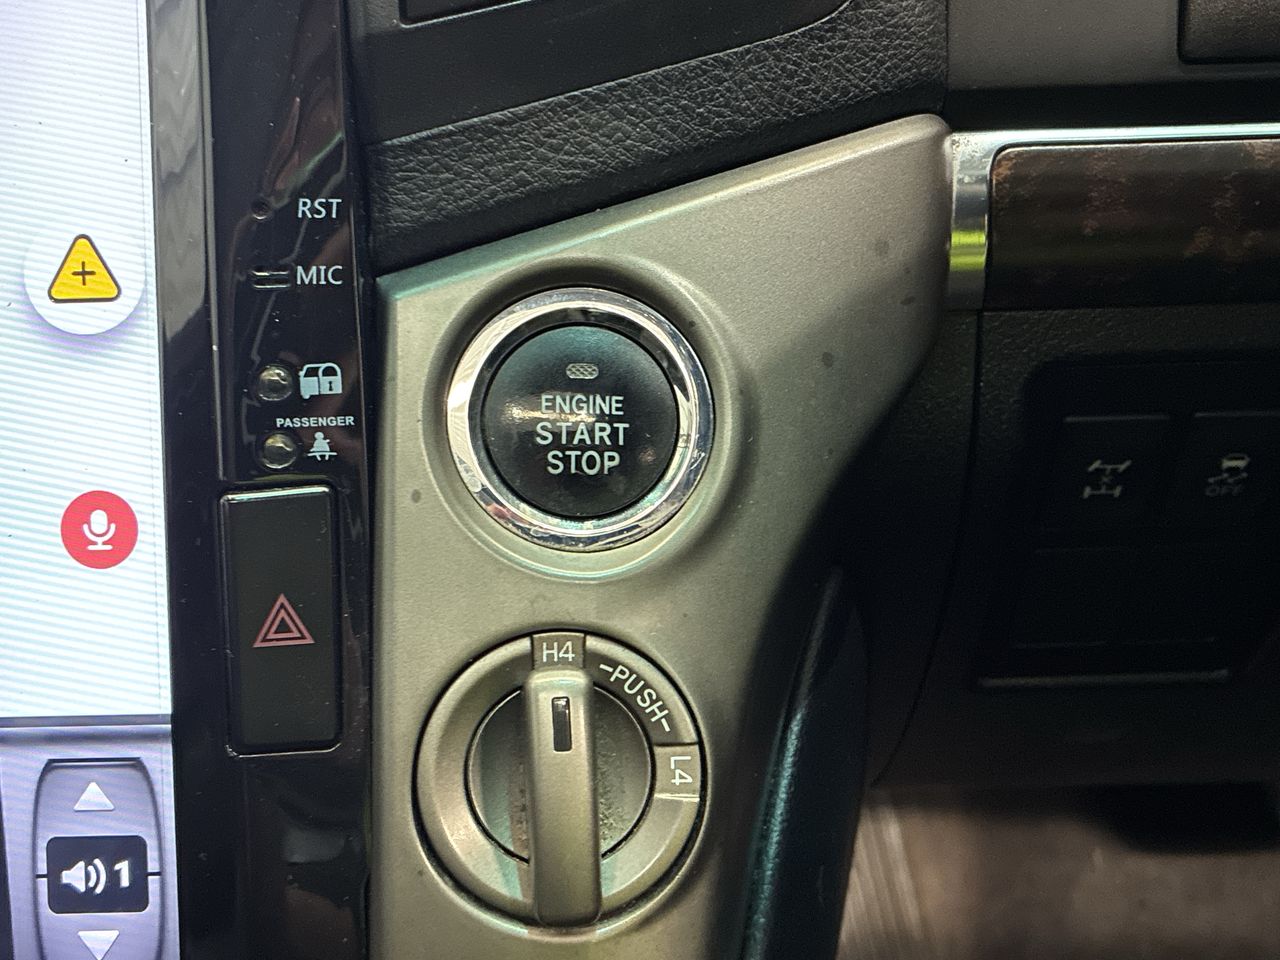 RST
MIC
PASSENGER
ENGINE
START
STOP
OFF
H4
-PUSH-
L4
1